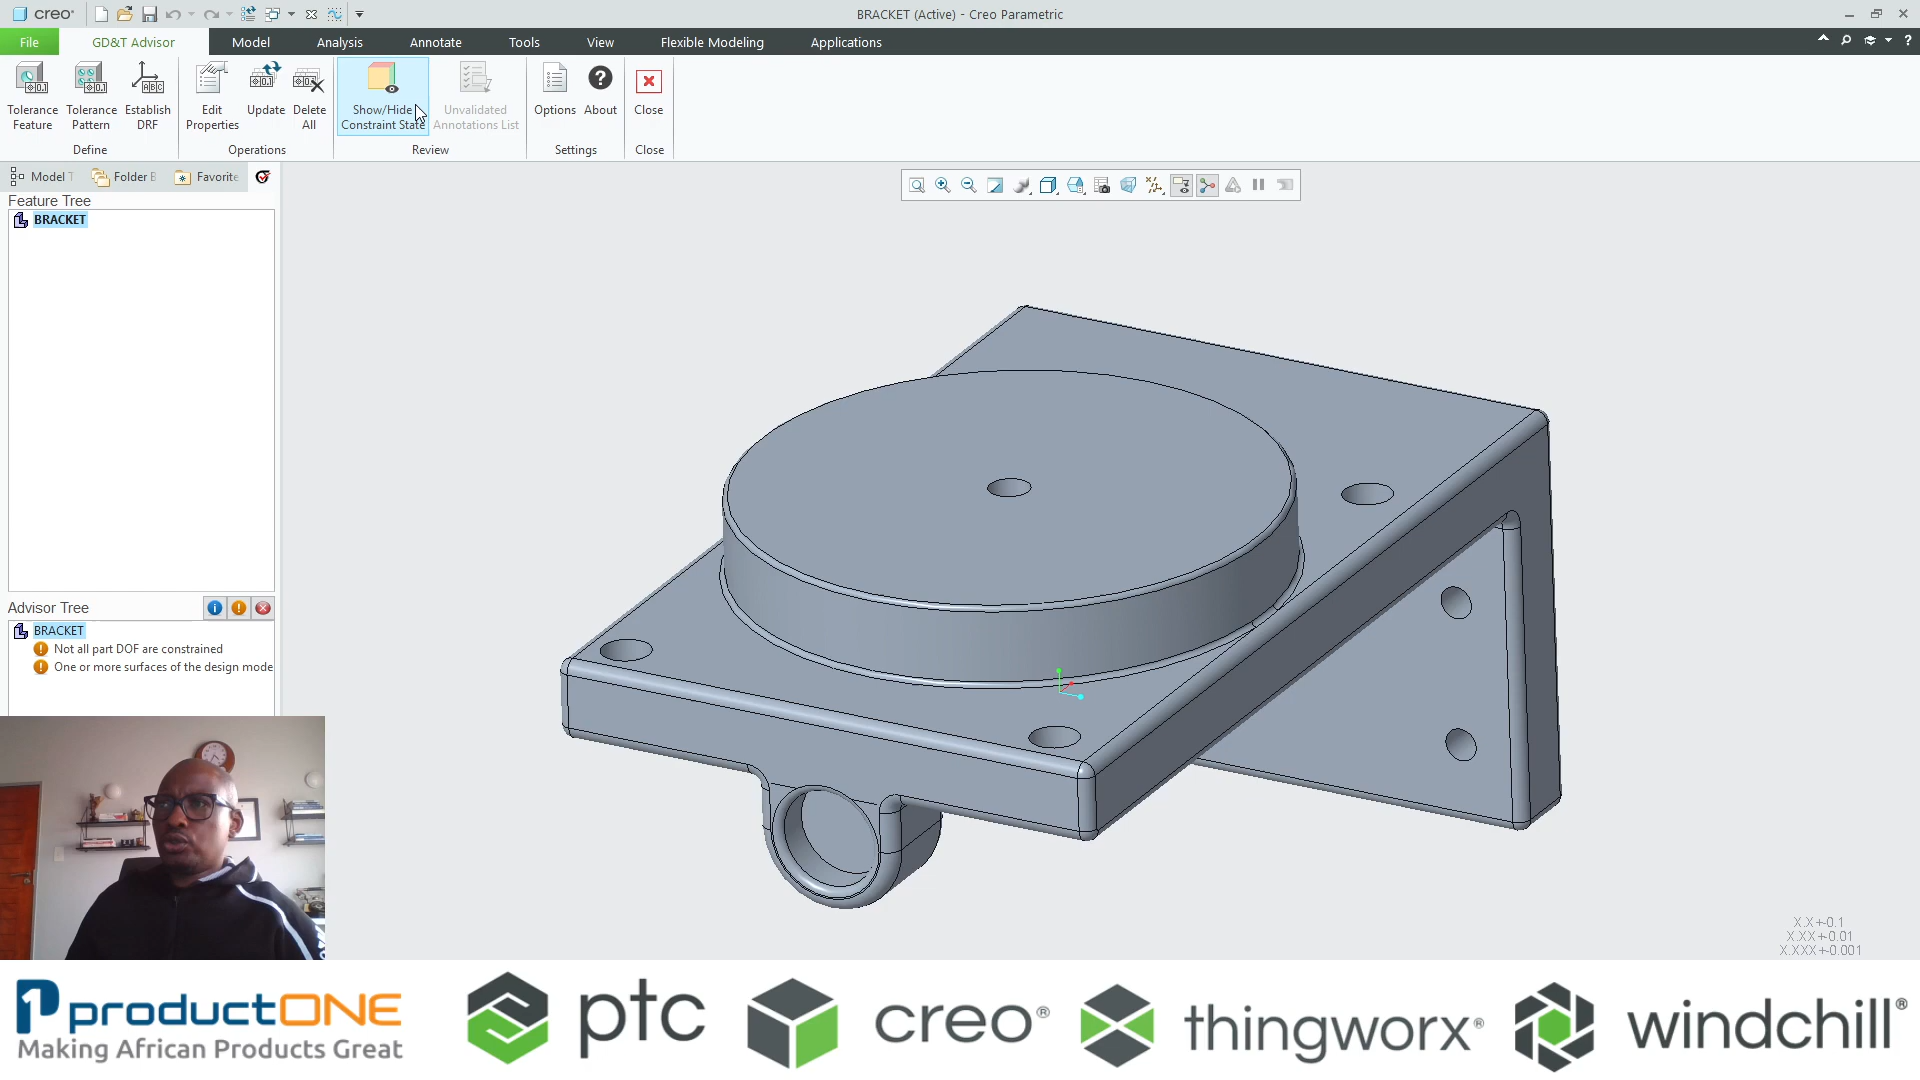 creo®
BRACKET (Active) - Creo Parametric
File
GD&T Advisor
Model
Analysis
Annotate
Tools
View
Flexible Modeling
Applications
Tolerance
Feature
Tolerance
Pattern
Establish
DRF
Define
Edit
Properties
Update
Delete
All
Operations
Show/Hide
Constraint State
Unvalidated
Annotations List
Review
Options
About
Settings
Close
Close
Model T
Folder B
Favorite
Feature Tree
BRACKET
Advisor Tree
BRACKET
Not all part DOF are constrained
One or more surfaces of the design mode
X.X+-0.1
X.XX+-0.01
X.XXX+-0.001
productONE
Making African Products Great
ptc
creo®
thingworx®
windchill®